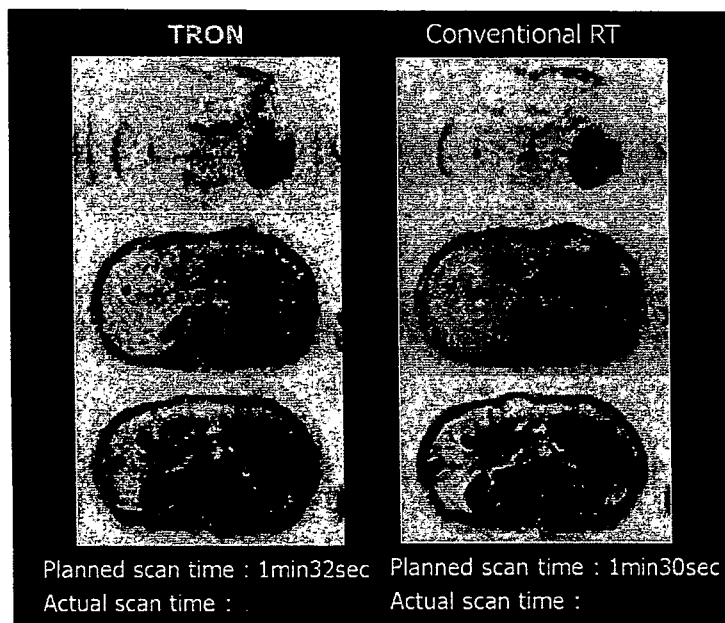 TRON
Conventional RT
Planned scan time : 1min32sec
Actual scan time :
Planned scan time : 1min30sec
Actual scan time :